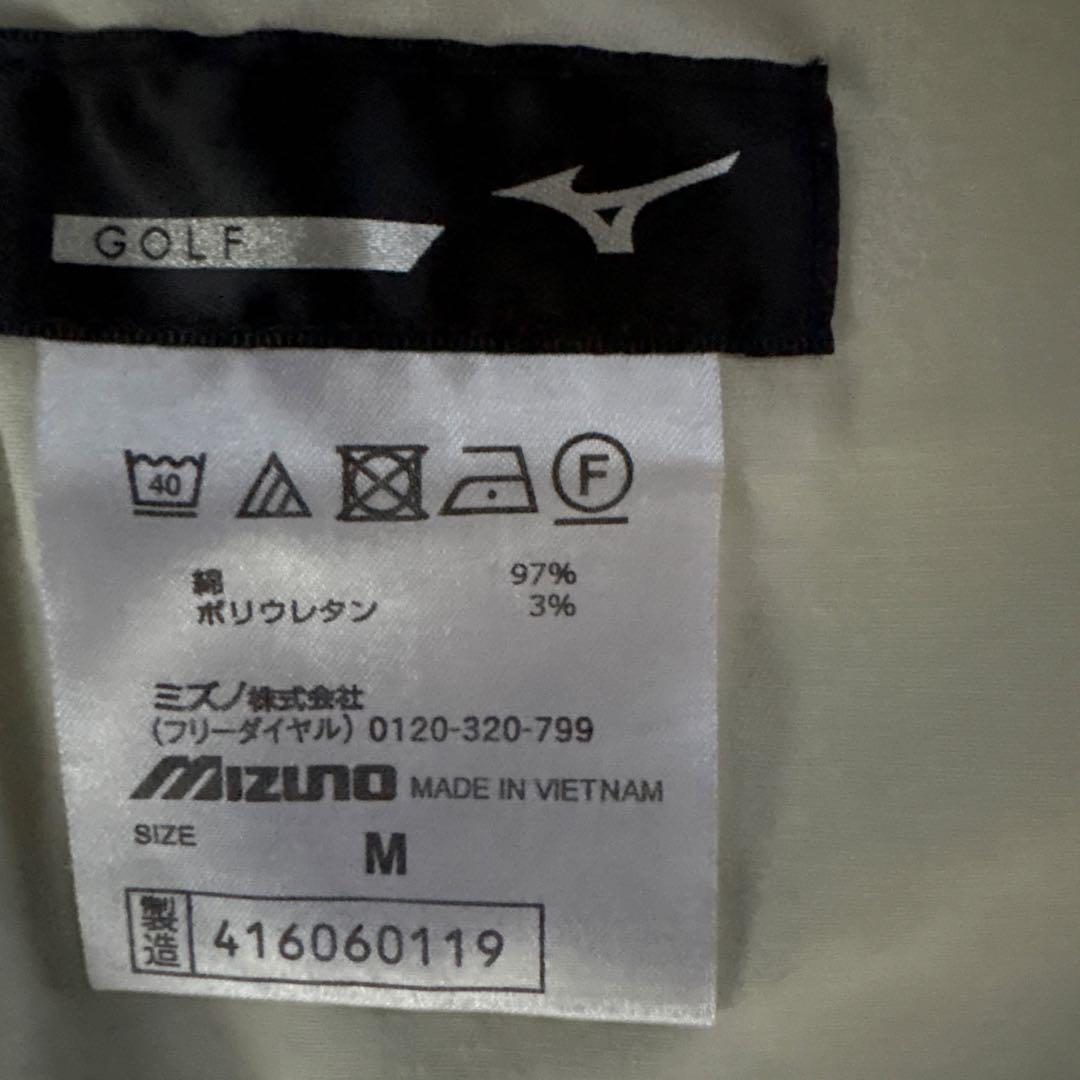 GOLF
40
F
綿 97%
ポリウレタン 3%
ミズノ株式会社
(フリーダイヤル) 0120-320-799
MIZUNO MADE IN VIETNAM
SIZE M
製造 416060119